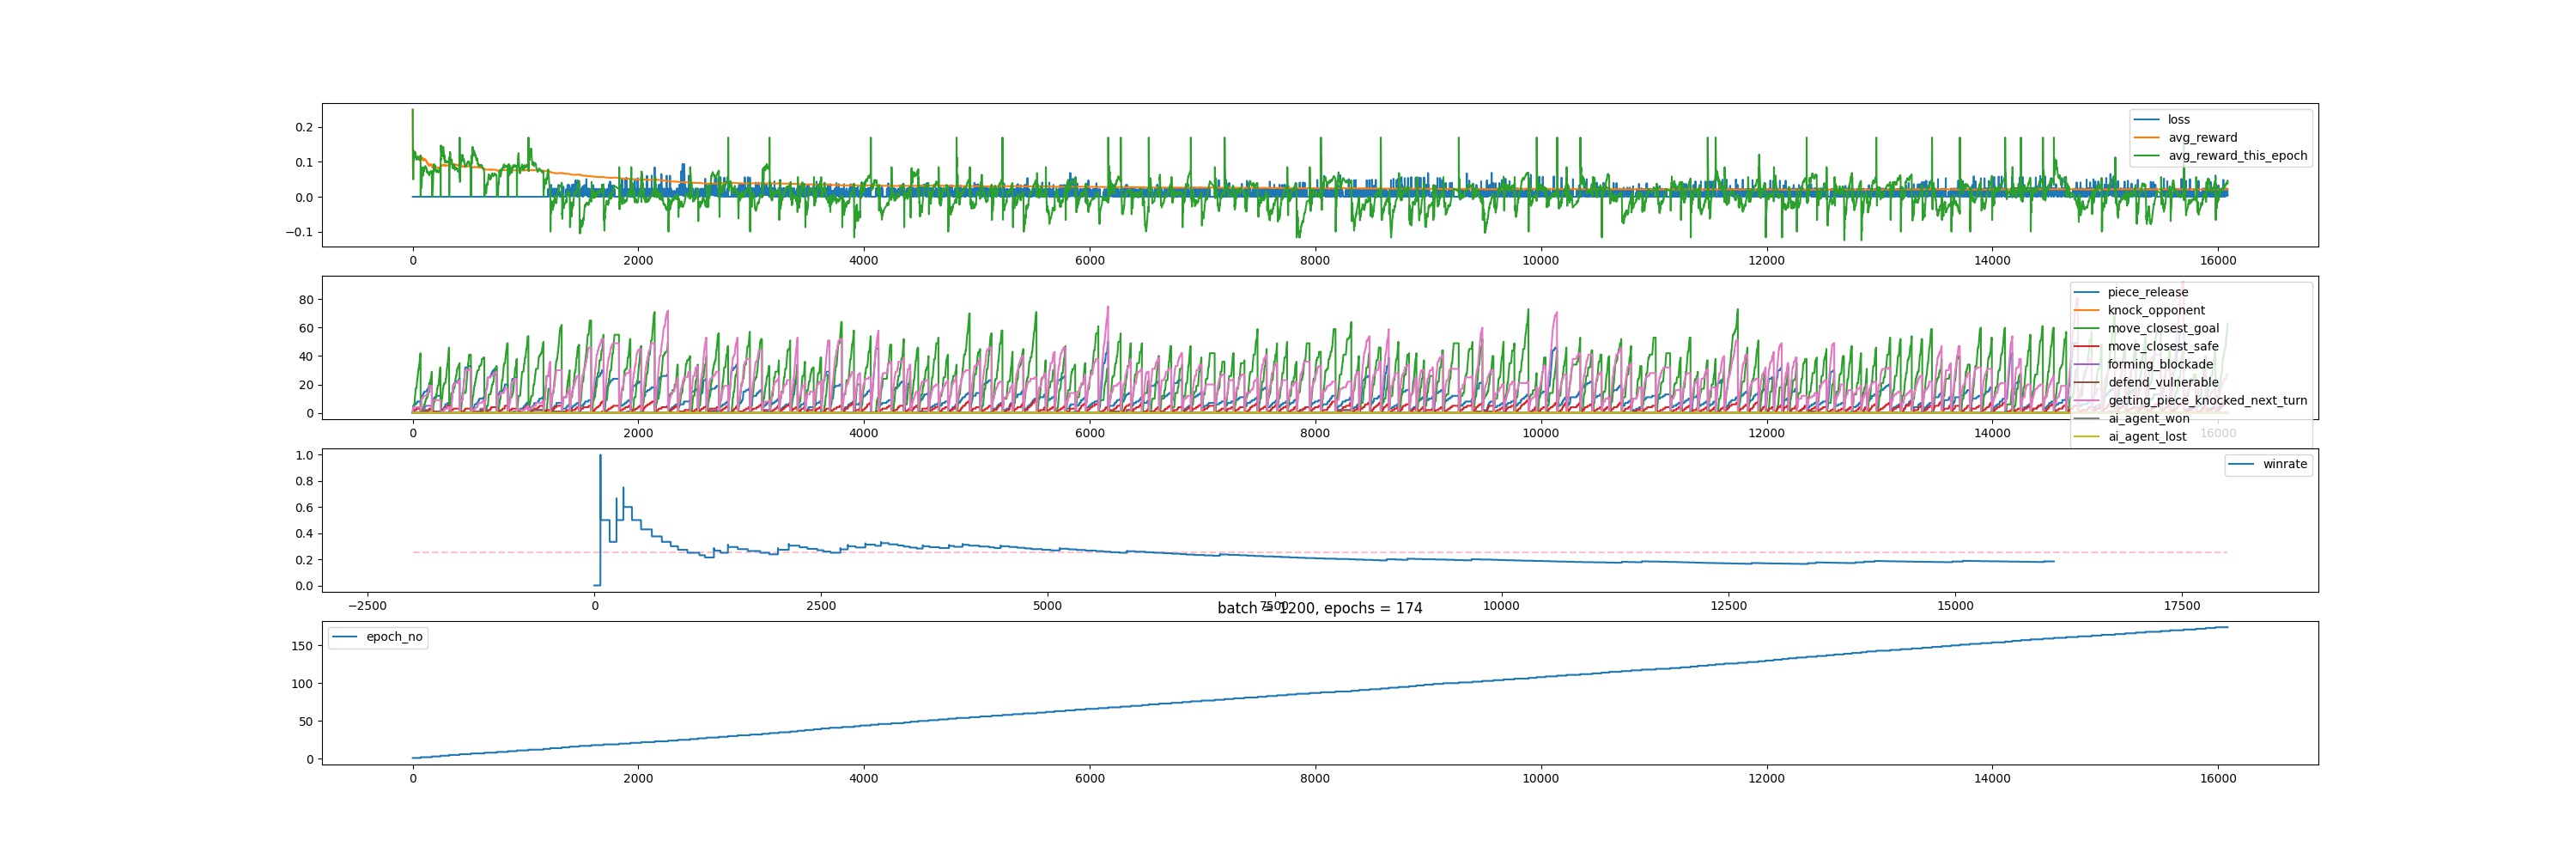 0.2
0.1
0.0
−0.1
loss
avg_reward
avg_reward_this_epoch
0 2000 4000 6000 8000 10000 12000 14000 16000
80
60
40
20
0
piece_release
knock_opponent
move_closest_goal
move_closest_safe
forming_blockade
defend_vulnerable
getting_piece_knocked_next_turn
ai_agent_won
ai_agent_lost
0 2000 4000 6000 8000 10000 12000 14000 16000
1.0
0.8
0.6
0.4
0.2
0.0
winrate
−2500 0 2500 5000 7500 10000 12500 15000 17500
batch = 1200, epochs = 174
150
100
50
0
epoch_no
0 2000 4000 6000 8000 10000 12000 14000 16000